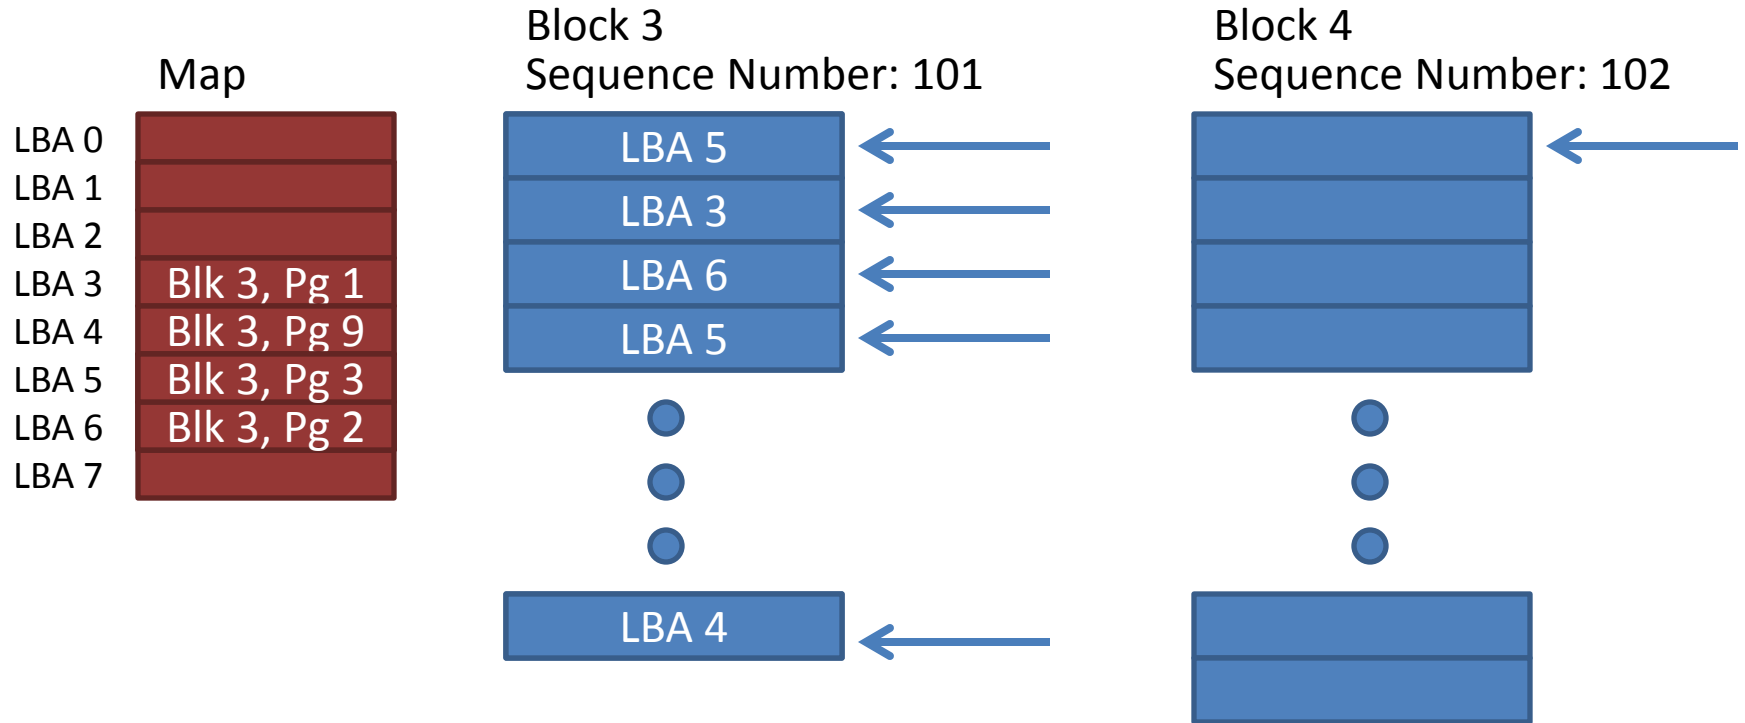 Map
LBA 0
LBA 1
LBA 2
LBA 3
LBA 4
LBA 5
LBA 6
LBA 7
Blk 3, Pg 1
Blk 3, Pg 9
Blk 3, Pg 3
Blk 3, Pg 2
Block 3
Sequence Number: 101
LBA 5
LBA 3
LBA 6
LBA 5
LBA 4
Block 4
Sequence Number: 102